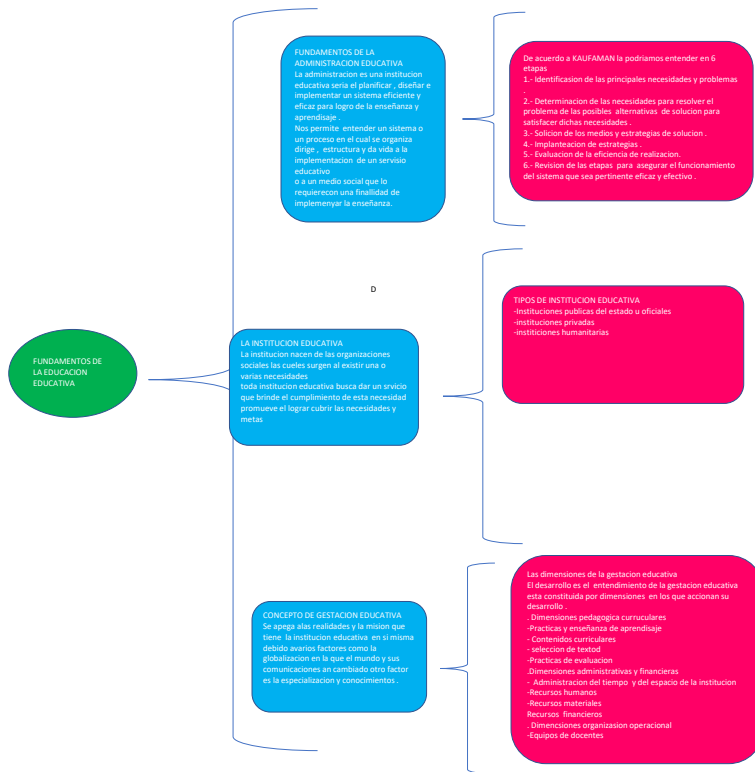 FUNDAMENTOS DE
LA EDUCACION
EDUCATIVA
FUNDAMENTOS DE LA
ADMINISTRACION EDUCATIVA
La administracion es una institucion
educativa seria el planificar , diseñar e
implementar un sistema eficiente y
eficaz para logro de la enseñanza y
aprendisaje .
Nos permite entender un sistema o
un proceso en el cual se organiza
dirige , estructura y da vida a la
implementacion de un servisio
educativo
o a un medio social que lo
requierecon una finallidad de
implemenyar la enseñanza.
De acuerdo a KAUFAMAN la podriamos entender en 6
etapas
1.- Identificasion de las principales necesidades y problemas
.
2.- Determinacion de las necesidades para resolver el
problema de las posibles alternativas de solucion para
satisfacer dichas necesidades .
3.- Solicion de los medios y estrategias de solucion .
4.- Implanteacion de estrategias .
5.- Evaluacion de la eficiencia de realizacion.
6.- Revision de las etapas para asegurar el funcionamiento
del sistema que sea pertinente eficaz y efectivo .
D
LA INSTITUCION EDUCATIVA
La institucion nacen de las organizaciones
sociales las cueles surgen al existir una o
varias necesidades
toda institucion educativa busca dar un srvicio
que brinde el cumplimiento de esta necesidad
promueve el lograr cubrir las necesidades y
metas
TIPOS DE INSTITUCION EDUCATIVA
-Instituciones publicas del estado u oficiales
-instituciones privadas
-institiciones humanitarias
CONCEPTO DE GESTACION EDUCATIVA
Se apega alas realidades y la mision que
tiene la institucion educativa en si misma
debido avarios factores como la
globalizacion en la que el mundo y sus
comunicaciones an cambiado otro factor
es la especializacion y conocimientos .
Las dimensiones de la gestacion educativa
El desarrollo es el entendimiento de la gestacion educativa
esta constituida por dimensiones en los que accionan su
desarrollo .
. Dimensiones pedagogica curruculares
-Practicas y enseñanza de aprendisaje
- Contenidos curriculares
- seleccion de textod
-Practicas de evaluacion
.Dimensiones administrativas y financieras
- Administracion del tiempo y del espacio de la institucion
-Recursos humanos
-Recursos materiales
Recursos financieros
. Dimencsiones organizasion operacional
-Equipos de docentes